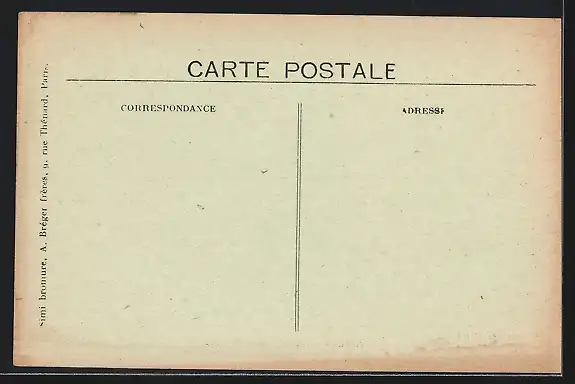 CARTE POSTALE
CORRESPONDANCE
ADRESSE
Simi bromure, A. Bréger frères, 9, rue Thénard, Paris.